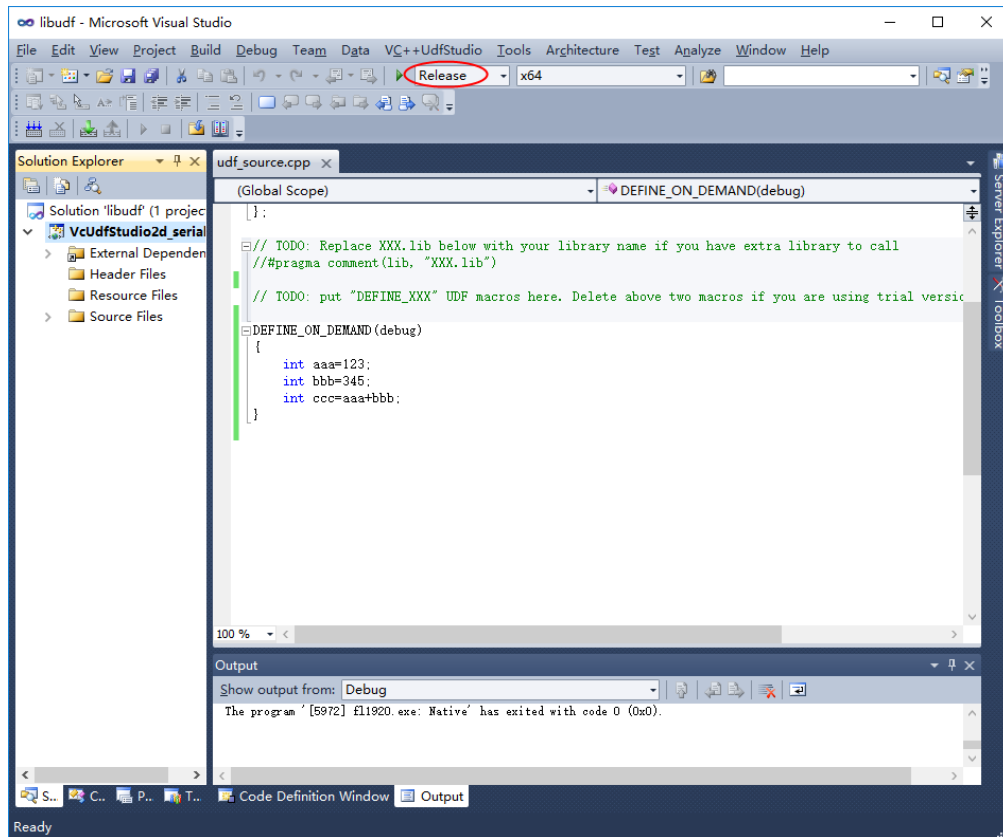 libudf - Microsoft Visual Studio
File Edit View Project Build Debug Team Data VC++UdfStudio Tools Architecture Test Analyze Window Help
Release x64
Solution Explorer
Solution 'libudf' (1 projec
VcUdfStudio2d_serial
External Dependen
Header Files
Resource Files
Source Files
udf_source.cpp
(Global Scope) DEFINE_ON_DEMAND(debug)
};
// TODO: Replace XXX.lib below with your library name if you have extra library to call
//#pragma comment(lib, "XXX.lib")
// TODO: put "DEFINE_XXX" UDF macros here. Delete above two macros if you are using trial versio
DEFINE_ON_DEMAND(debug)
{
int aaa=123;
int bbb=345;
int ccc=aaa+bbb;
}
100 %
Server Explorer
Toolbox
Output
Show output from: Debug
The program '[5972] fl1920.exe: Native' has exited with code 0 (0x0).
S... C... P... T...
Code Definition Window Output
Ready